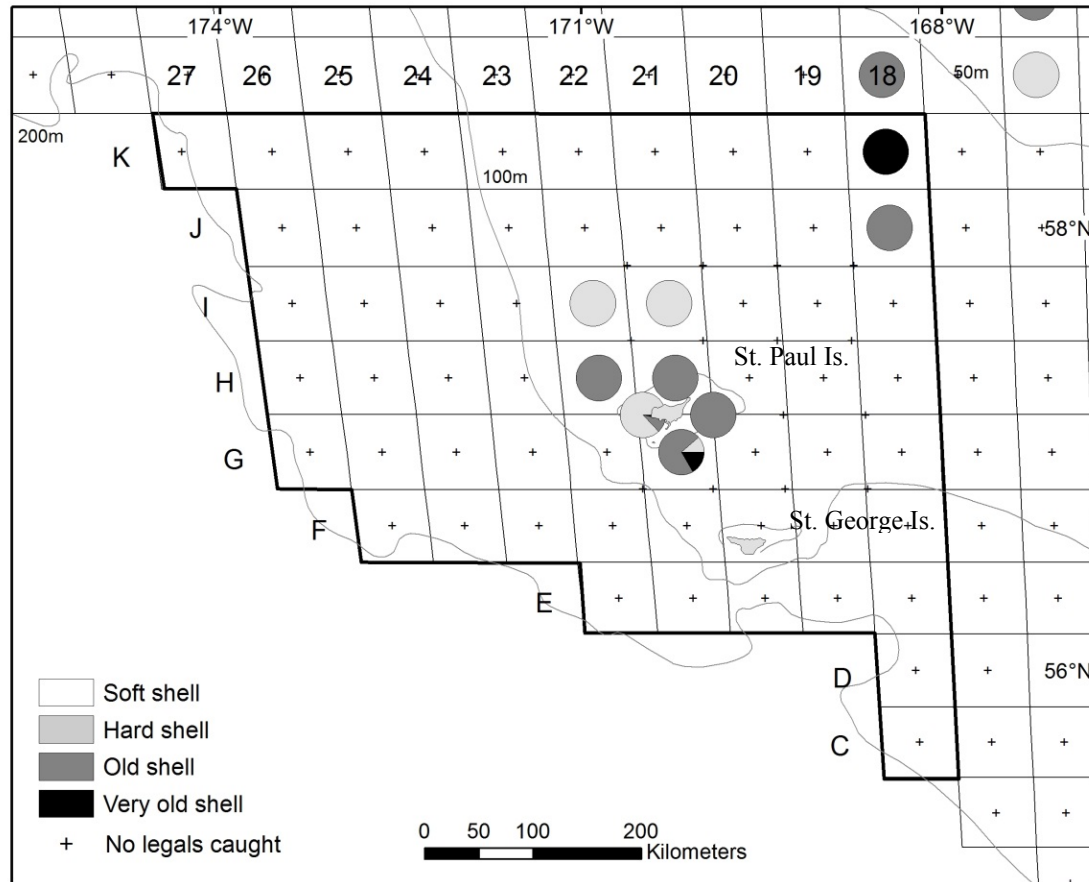 174°W 171°W 168°W
27 26 25 24 23 22 21 20 19 18 50m
200m
K
100m
J 58°N
I
St. Paul Is.
H
G
St. George Is.
F
E
D 56°N
C
Soft shell
Hard shell
Old shell
Very old shell
+ No legals caught
0 50 100 200
Kilometers